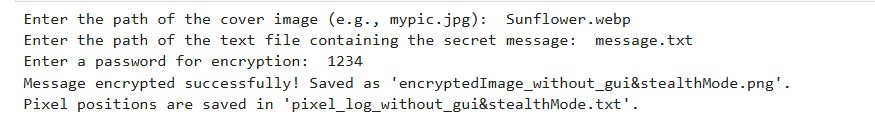 Enter the path of the cover image (e.g., mypic.jpg):  Sunflower.webp
Enter the path of the text file containing the secret message:  message.txt
Enter a password for encryption:  1234
Message encrypted successfully! Saved as 'encryptedImage_without_gui&stealthMode.png'.
Pixel positions are saved in 'pixel_log_without_gui&stealthMode.txt'.